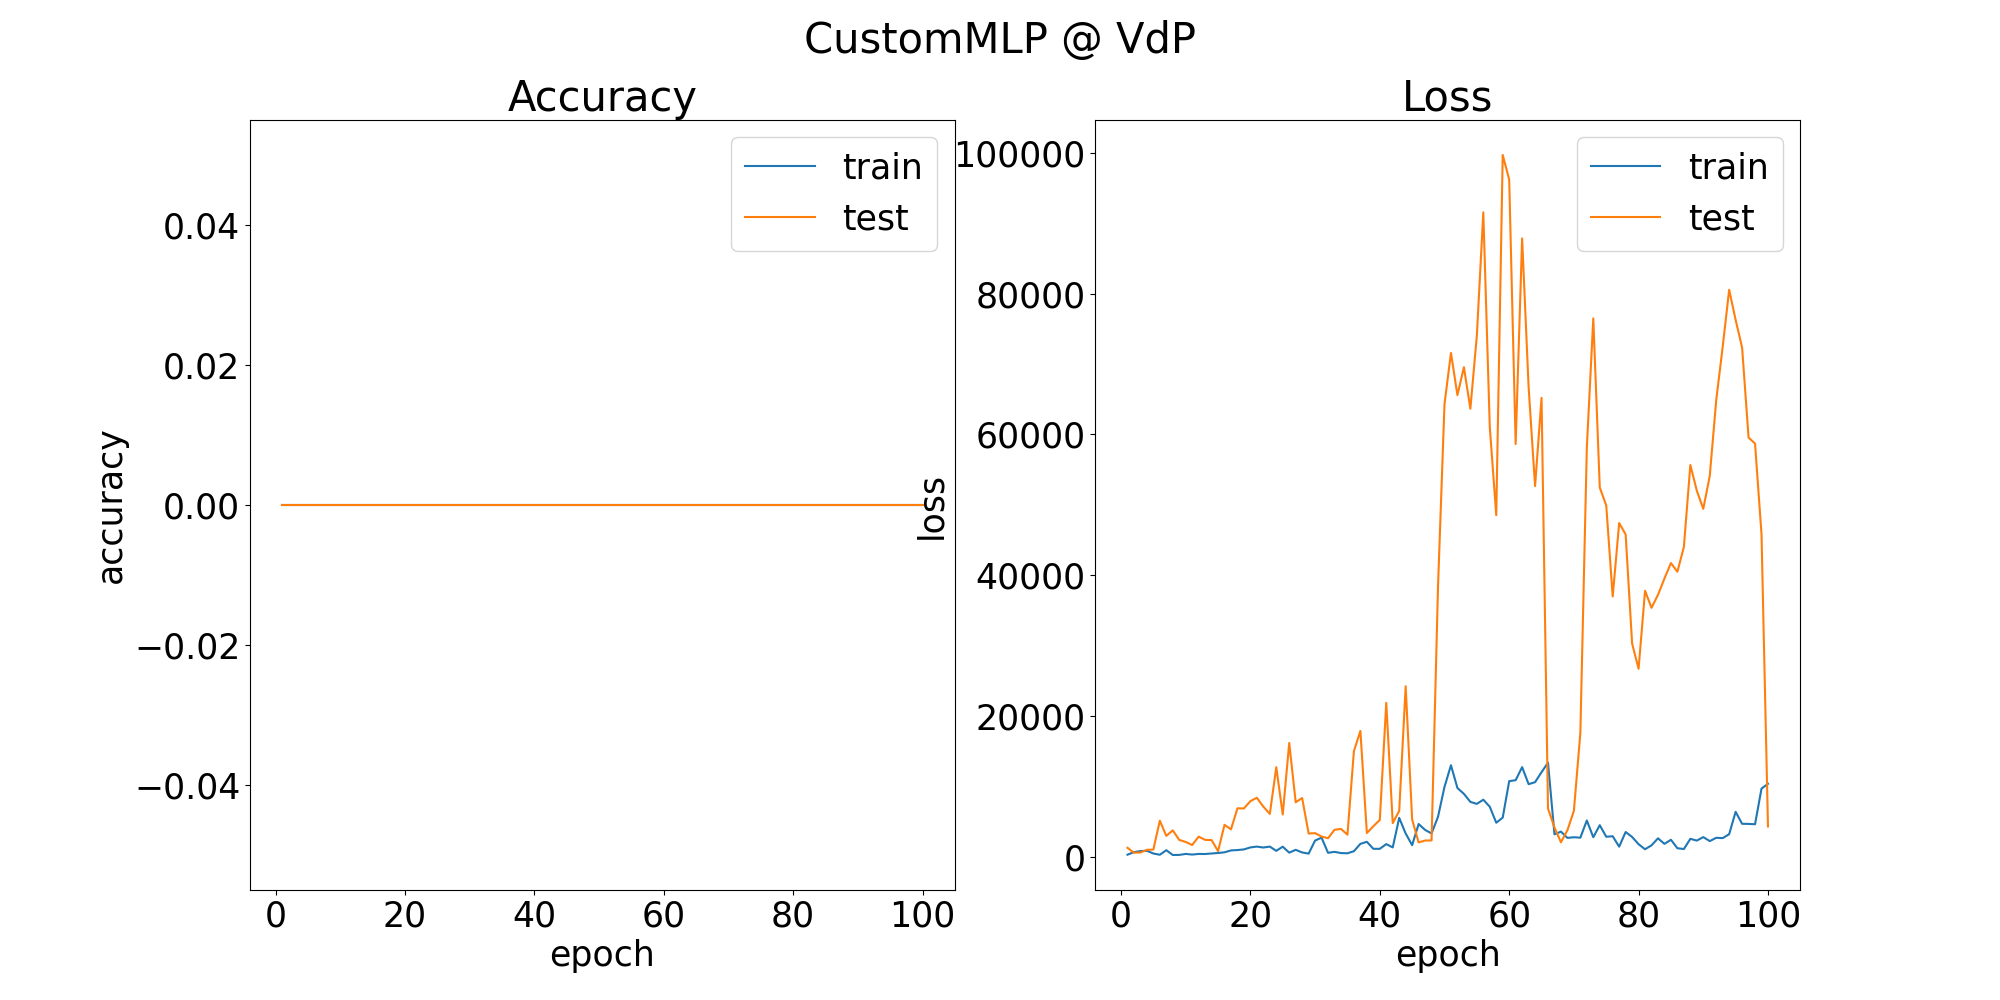 CustomMLP @ VdP
Accuracy
accuracy
0.04
0.02
0.00
−0.02
−0.04
0 20 40 60 80 100
epoch
train
test
Loss
loss
100000
80000
60000
40000
20000
0
0 20 40 60 80 100
epoch
train
test